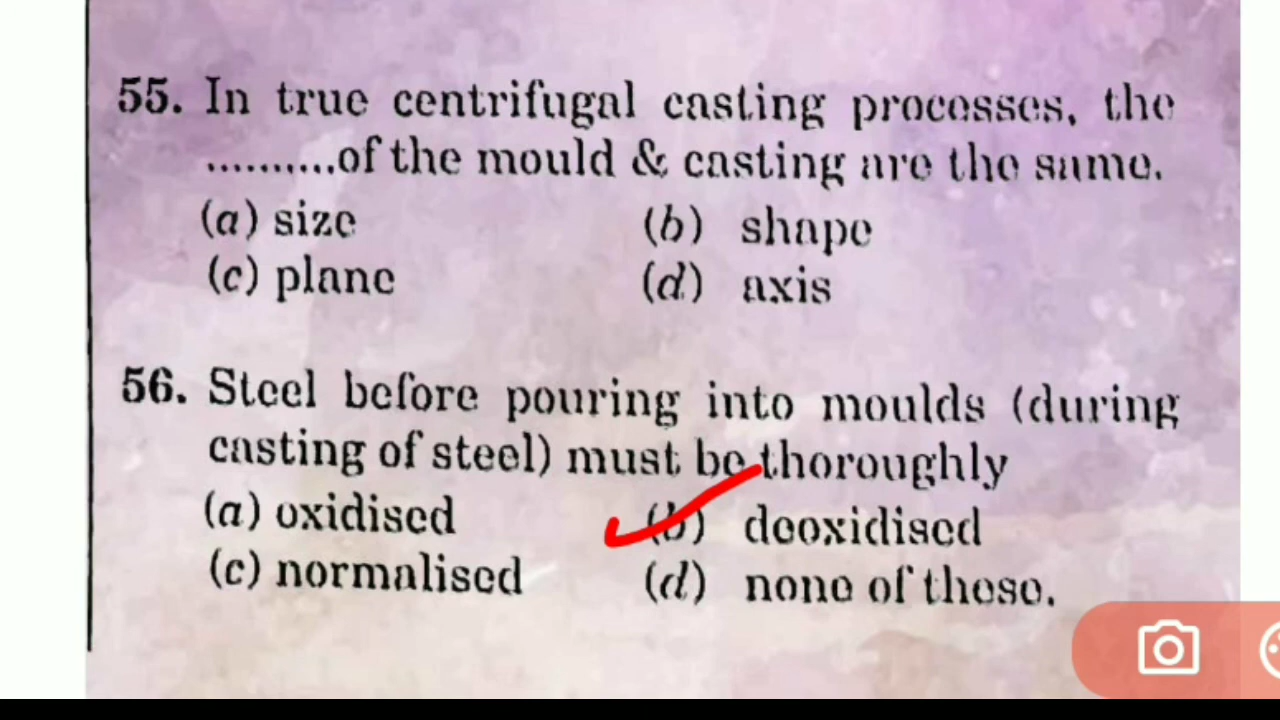 55. In true centrifugal casting processes, the
..........of the mould & casting are the same.
(a) size (b) shape
(c) plane (d) axis
56. Steel before pouring into moulds (during
casting of steel) must be thoroughly
(a) oxidised (b) deoxidised
(c) normalised (d) none of these.